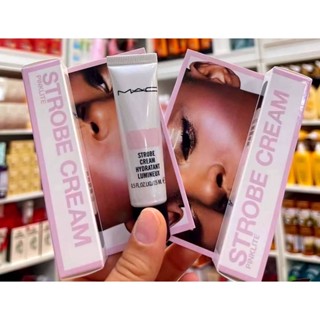 STROBE CREAM
PINKLITE
MAC
STROBE
CREAM
HYDRATANT
LUMINEUX
STROBE CREAM
PINKLITE